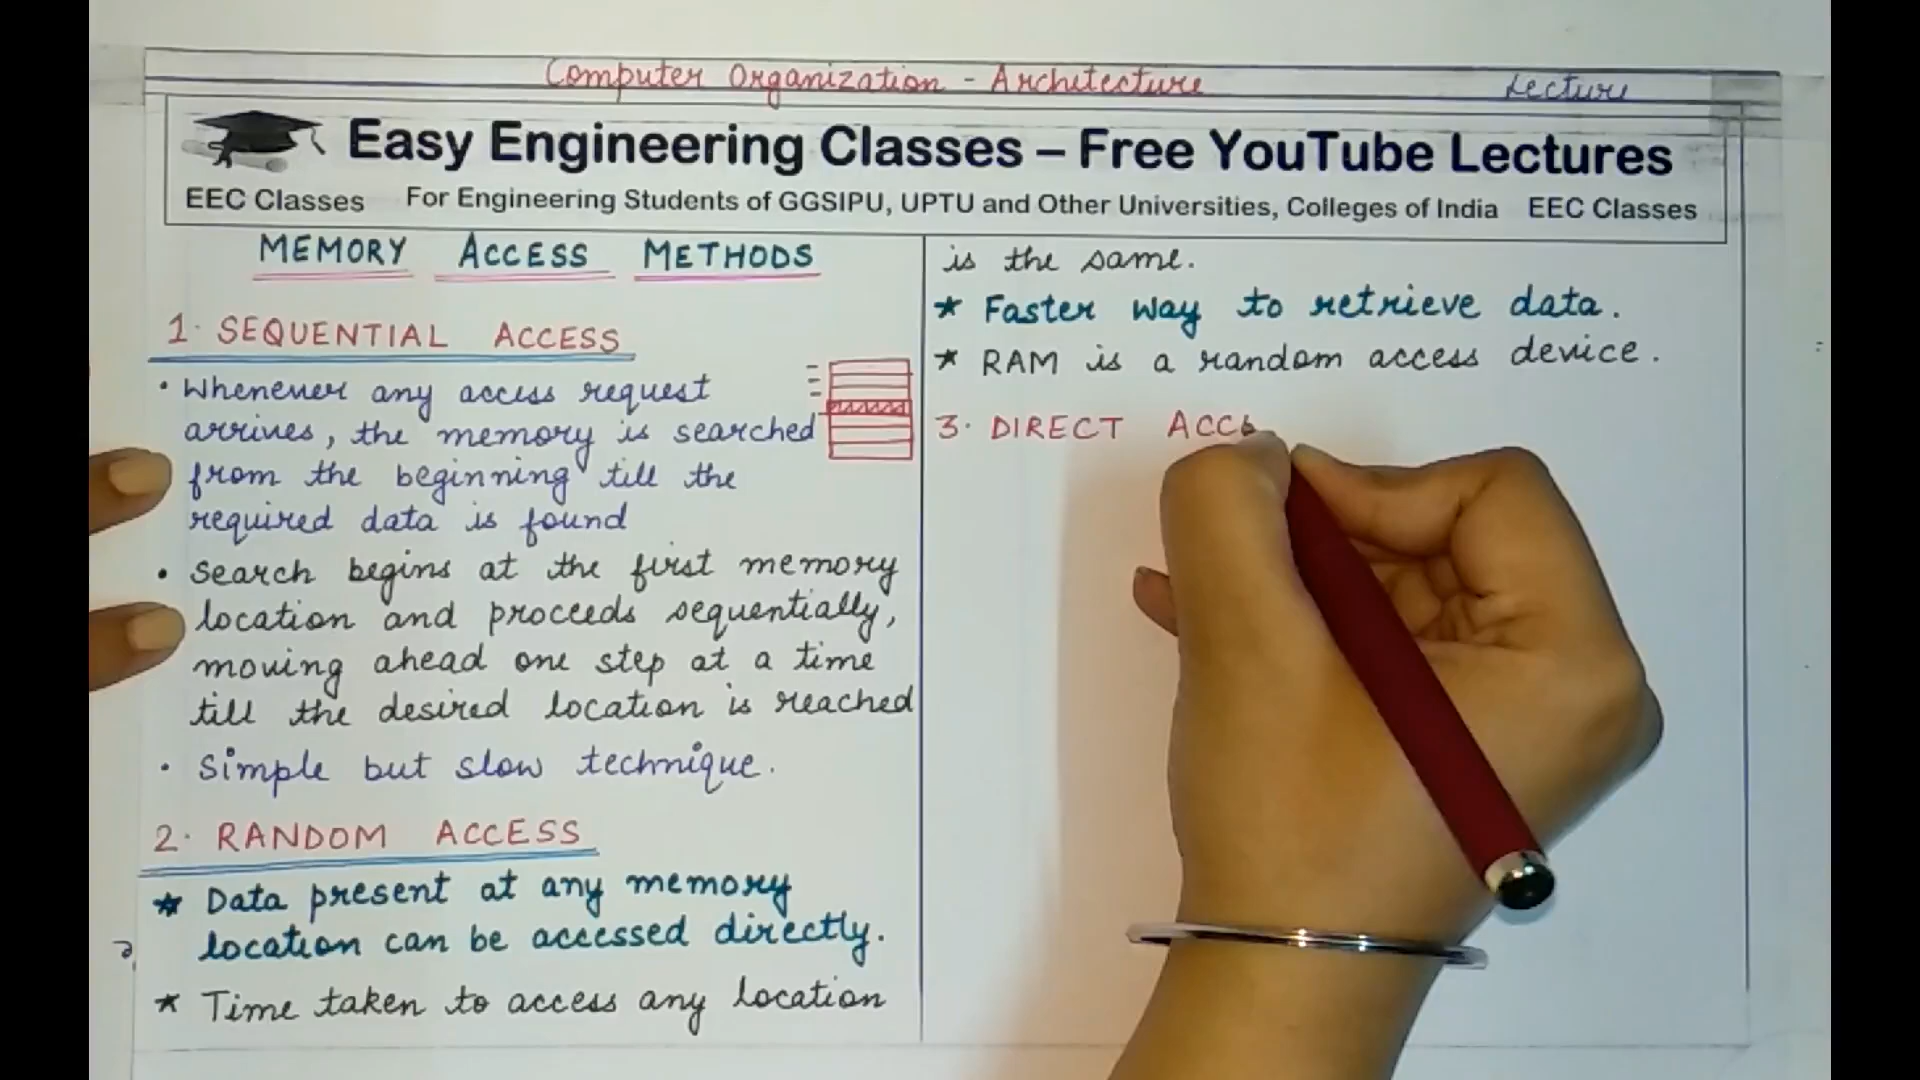 Computer Organization - Architecture Lecture
Easy Engineering Classes – Free YouTube Lectures
EEC Classes For Engineering Students of GGSIPU, UPTU and Other Universities, Colleges of India EEC Classes
MEMORY ACCESS METHODS
1. SEQUENTIAL ACCESS
• Whenever any access request
arrives, the memory is searched
from the beginning till the
required data is found
• Search begins at the first memory
location and proceeds sequentially,
moving ahead one step at a time
till the desired location is reached
• Simple but slow technique.
2. RANDOM ACCESS
* Data present at any memory
location can be accessed directly.
* Time taken to access any location
is the same.
* Faster way to retrieve data.
* RAM is a random access device.
3. DIRECT ACC